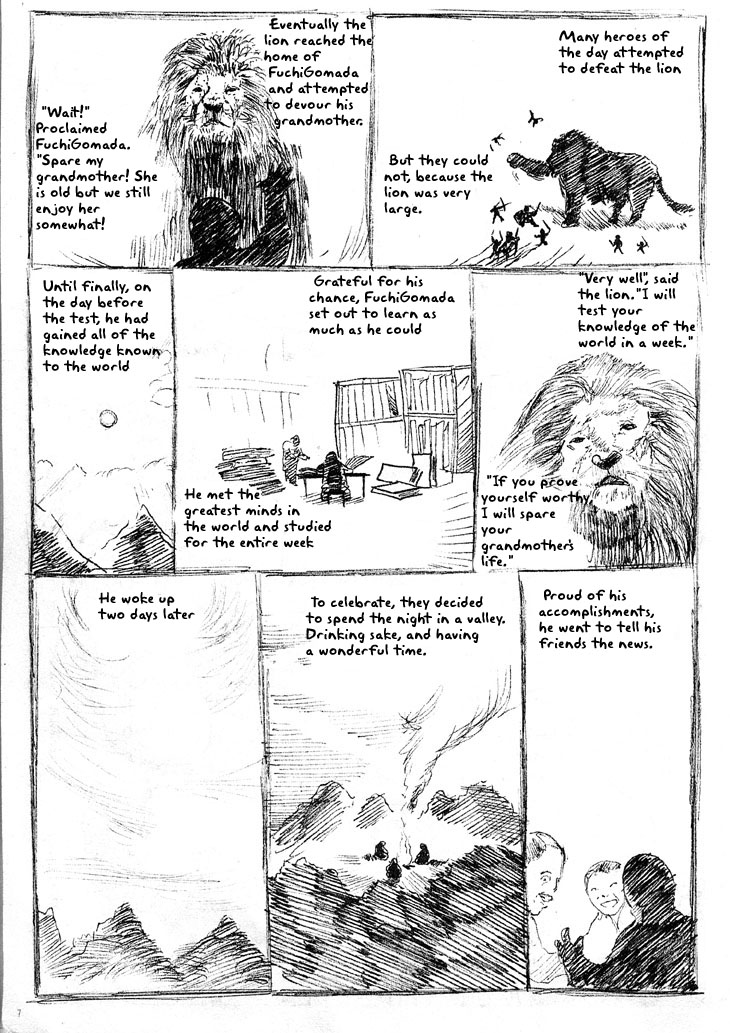 Many heroes of
the day attempted
to defeat the lion
But they could
not, because the
lion was very
large.
Eventually the
lion reached the
home of
FuchiGomada
and attempted
to devour his
grandmother.
"Wait!"
Proclaimed
FuchiGomada.
"Spare my
grandmother! She
is old but we still
enjoy her
somewhat!
"Very well", said
the lion."I will
test your
knowledge of the
world in a week."
"If you prove
yourself worthy,
I will spare
your
grandmother's
life."
Grateful for his
chance, FuchiGomada
set out to learn as
much as he could
He met the
greatest minds in
the world and studied
for the entire week
Until finally, on
the day before
the test, he had
gained all of the
knowledge known
to the world
Proud of his
accomplishments,
he went to tell his
friends the news.
To celebrate, they decided
to spend the night in a valley.
Drinking sake, and having
a wonderful time.
He woke up
two days later
7